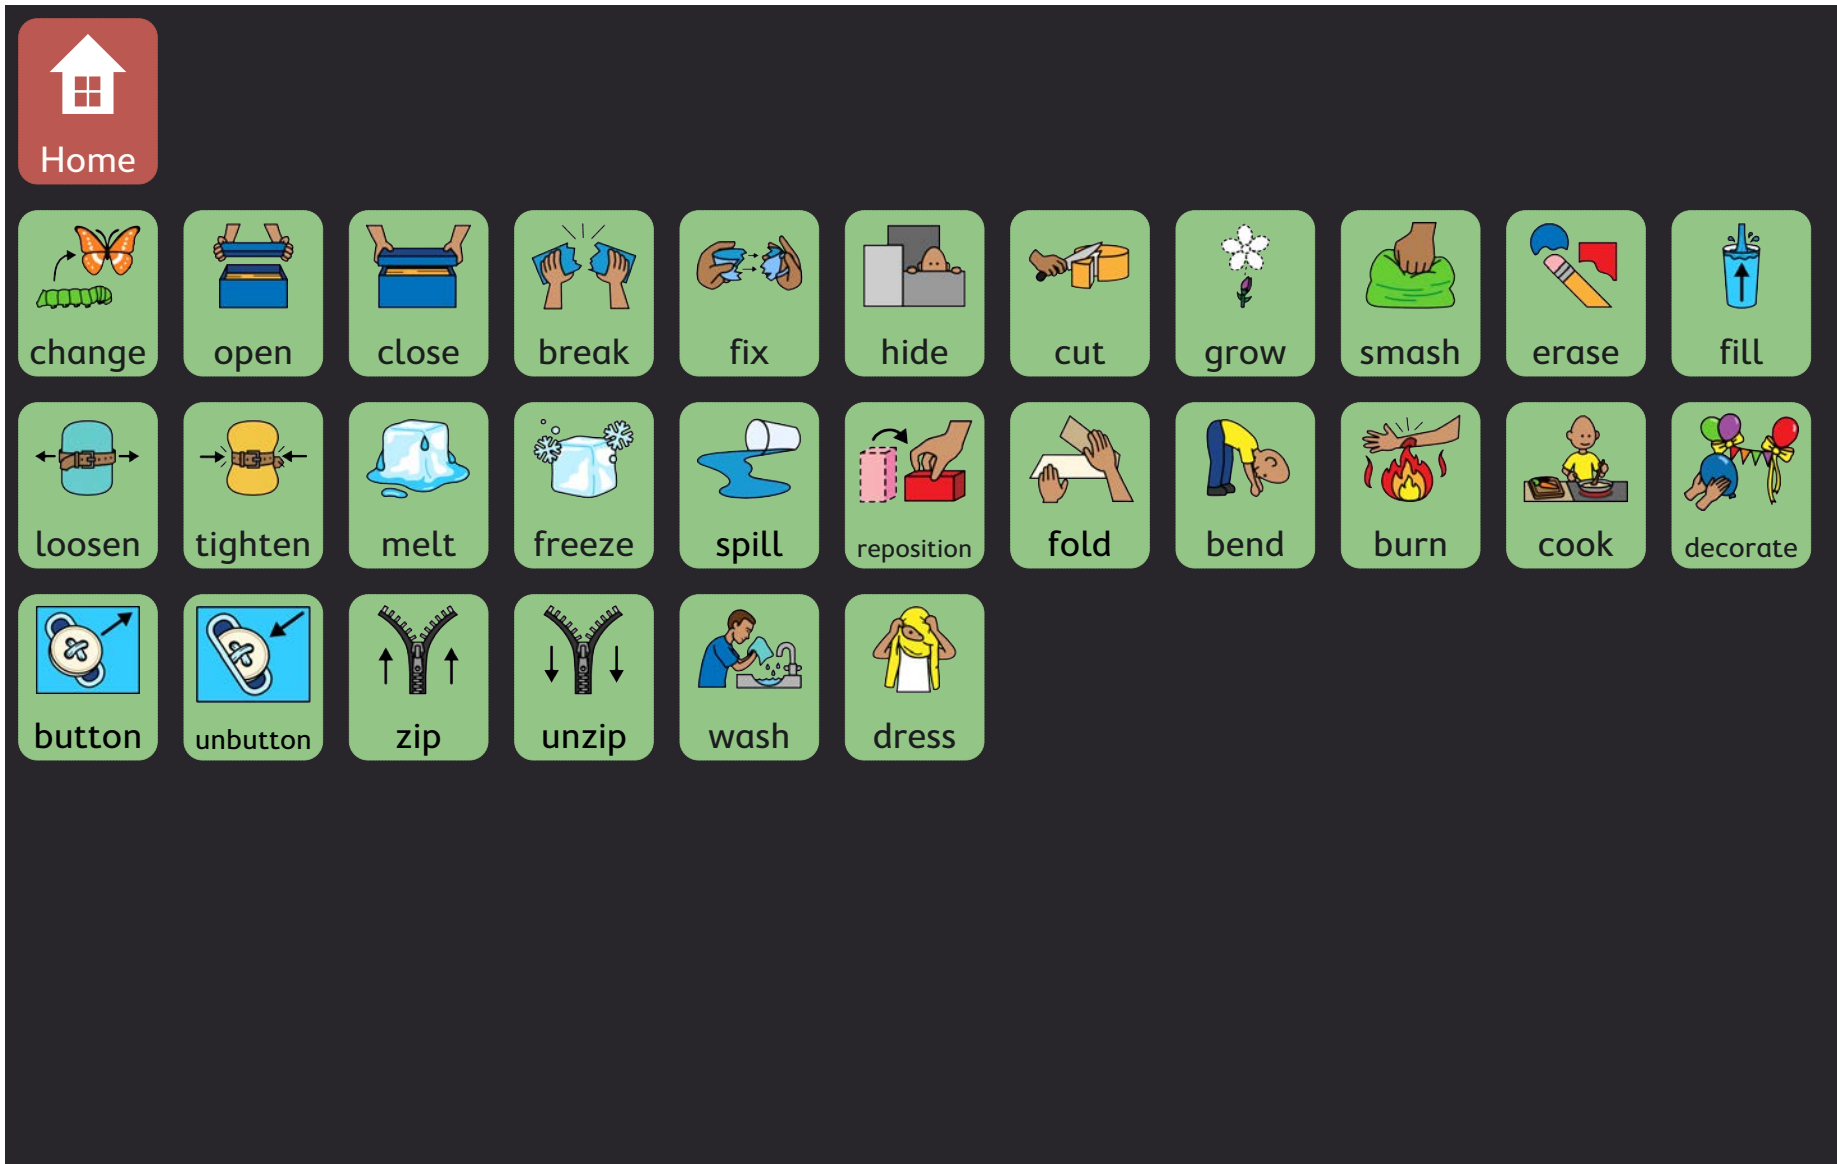 Home
change open close break fix hide cut grow smash erase fill
loosen tighten melt freeze spill reposition fold bend burn cook decorate
button unbutton zip unzip wash dress